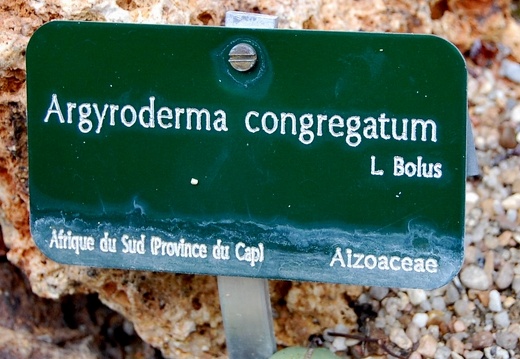 Argyroderma congregatum
L. Bolus
Afrique du Sud (Province du Cap)
Aizoaceae